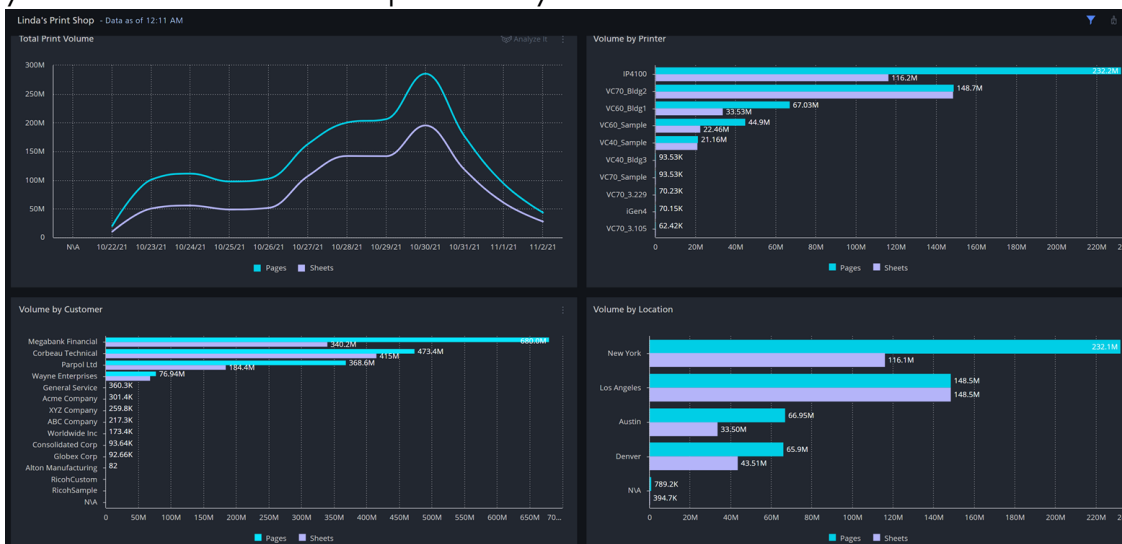 Linda's Print Shop - Data as of 12:11 AM
Total Print Volume
Analyze It
300M
250M
200M
150M
100M
50M
0
N\A 10/22/21 10/23/21 10/24/21 10/25/21 10/26/21 10/27/21 10/28/21 10/29/21 10/30/21 10/31/21 11/1/21 11/2/21
Pages Sheets
Volume by Printer
IP4100 232.2M
116.2M
VC70_Bldg2 148.7M
VC60_Bldg1 67.03M
33.53M
VC60_Sample 44.9M
22.46M
VC40_Sample 21.16M
VC40_Bldg3 93.53K
VC70_Sample 93.53K
VC70_3.229 70.23K
iGen4 70.15K
VC70_3.105 62.42K
0 20M 40M 60M 80M 100M 120M 140M 160M 180M 200M 220M
Pages Sheets
Volume by Customer
Megabank Financial 680.0M
340.2M
Corbeau Technical 473.4M
415M
Parpol Ltd 368.6M
184.4M
Wayne Enterprises 76.94M
General Service 360.3K
Acme Company 301.4K
XYZ Company 259.8K
ABC Company 217.3K
Worldwide Inc 173.4K
Consolidated Corp 93.64K
Globex Corp 92.66K
Alton Manufacturing 82
RicohCustom
RicohSample
N\A
0 50M 100M 150M 200M 250M 300M 350M 400M 450M 500M 550M 600M 650M 70...
Pages Sheets
Volume by Location
New York 232.1M
116.1M
Los Angeles 148.5M
148.5M
Austin 66.95M
33.50M
Denver 65.9M
43.51M
N\A 789.2K
394.7K
0 20M 40M 60M 80M 100M 120M 140M 160M 180M 200M 220M
Pages Sheets